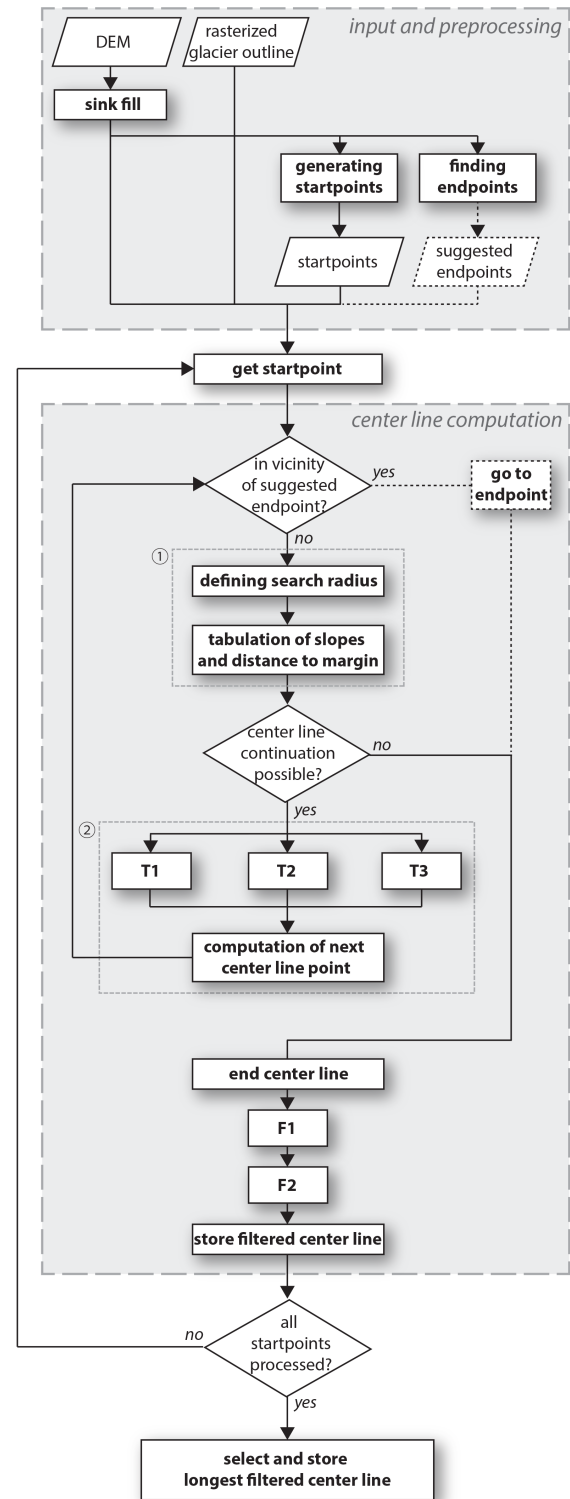 input and preprocessing
DEM
rasterized
glacier outline
sink fill
generating
startpoints
finding
endpoints
startpoints
suggested
endpoints
get startpoint
center line computation
in vicinity
of suggested
endpoint?
yes
go to
endpoint
no
①
defining search radius
tabulation of slopes
and distance to margin
center line
continuation
possible?
no
yes
②
T1
T2
T3
computation of next
center line point
end center line
F1
F2
store filtered center line
all
startpoints
processed?
no
yes
select and store
longest filtered center line